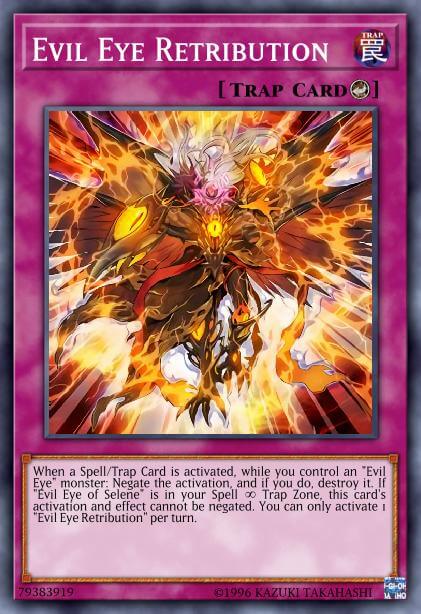 Evil Eye Retribution
TRAP
罠
[Trap Card]
When a Spell/Trap Card is activated, while you control an "Evil
Eye" monster: Negate the activation, and if you do, destroy it. If
"Evil Eye of Selene" is in your Spell ∞ Trap Zone, this card's
activation and effect cannot be negated. You can only activate 1
"Evil Eye Retribution" per turn.
79383919
©1996 KAZUKI TAKAHASHI